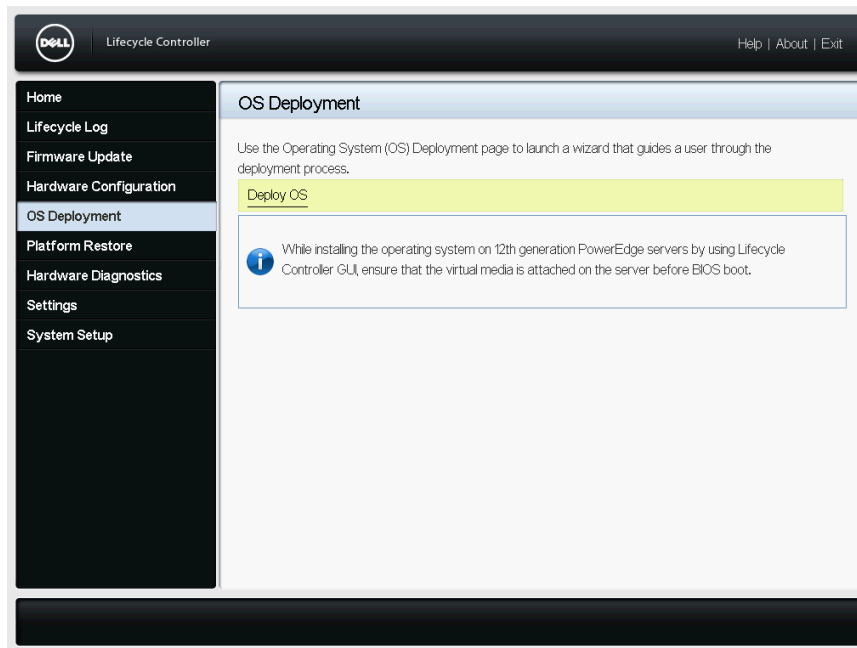 DELL
Lifecycle Controller
Help | About | Exit
Home
Lifecycle Log
Firmware Update
Hardware Configuration
OS Deployment
Platform Restore
Hardware Diagnostics
Settings
System Setup
OS Deployment
Use the Operating System (OS) Deployment page to launch a wizard that guides a user through the
deployment process.
Deploy OS
While installing the operating system on 12th generation PowerEdge servers by using Lifecycle
Controller GUI, ensure that the virtual media is attached on the server before BIOS boot.